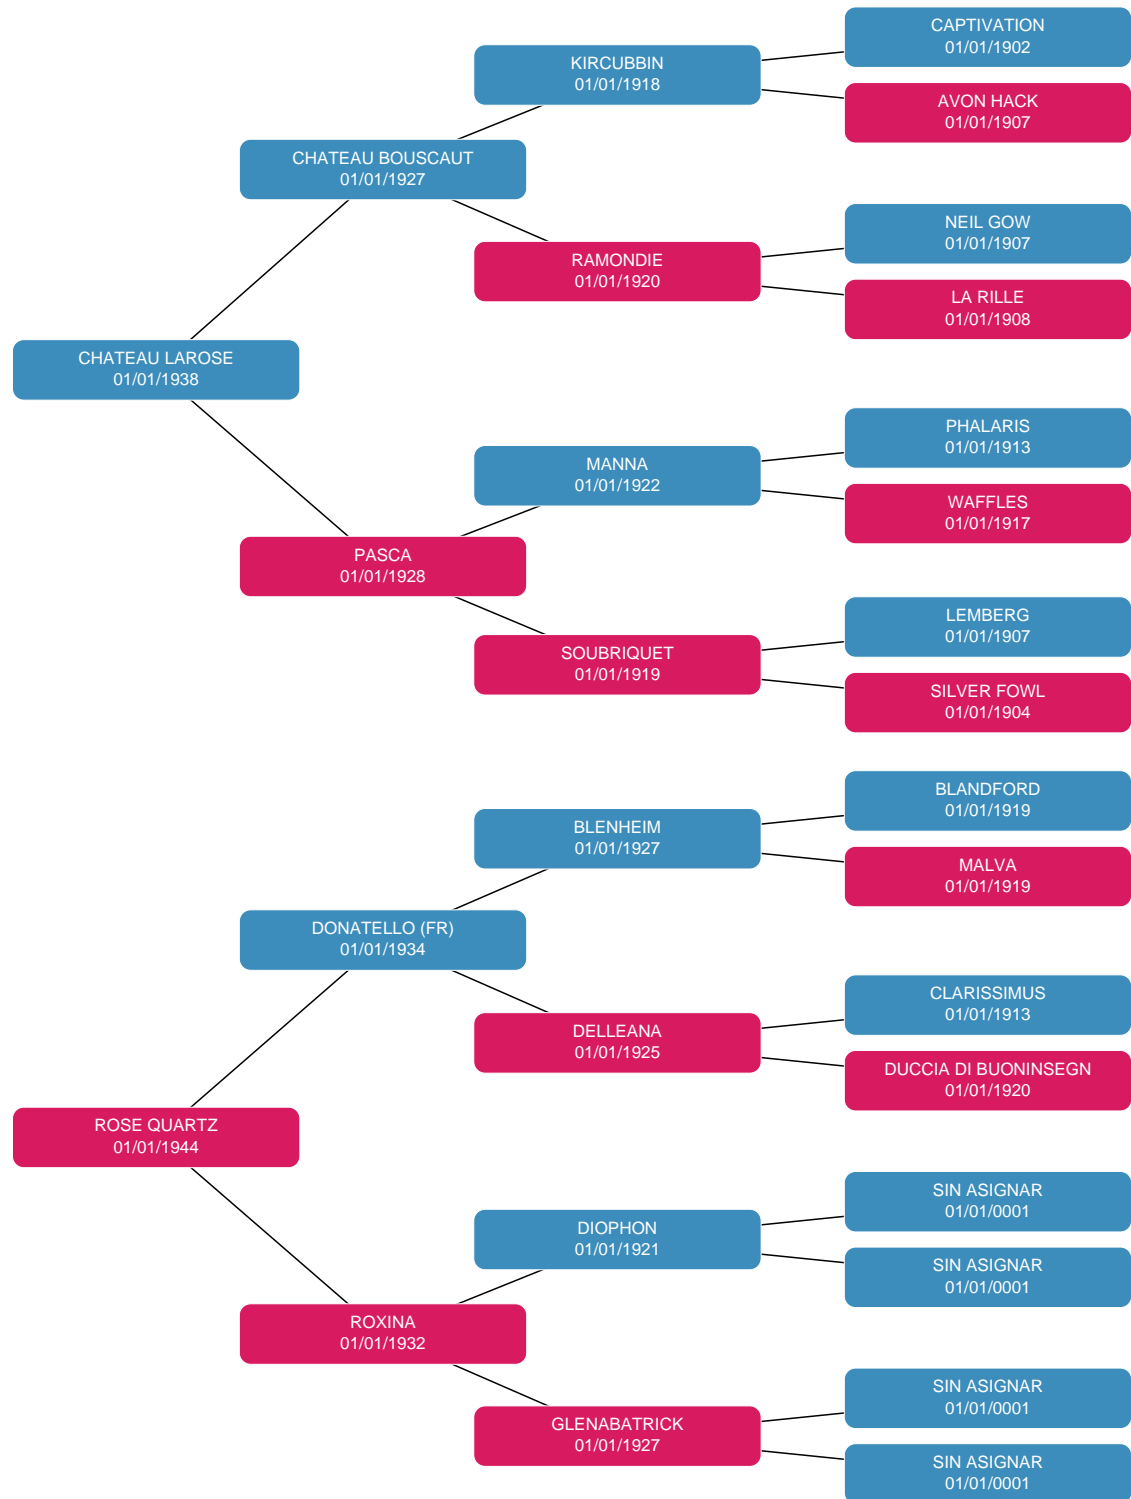 CAPTIVATION
01/01/1902
KIRCUBBIN
01/01/1918
AVON HACK
01/01/1907
CHATEAU BOUSCAUT
01/01/1927
NEIL GOW
01/01/1907
RAMONDIE
01/01/1920
LA RILLE
01/01/1908
CHATEAU LAROSE
01/01/1938
PHALARIS
01/01/1913
MANNA
01/01/1922
WAFFLES
01/01/1917
PASCA
01/01/1928
LEMBERG
01/01/1907
SOUBRIQUET
01/01/1919
SILVER FOWL
01/01/1904
BLANDFORD
01/01/1919
BLENHEIM
01/01/1927
MALVA
01/01/1919
DONATELLO (FR)
01/01/1934
CLARISSIMUS
01/01/1913
DELLEANA
01/01/1925
DUCCIA DI BUONINSEGN
01/01/1920
ROSE QUARTZ
01/01/1944
SIN ASIGNAR
01/01/0001
DIOPHON
01/01/1921
SIN ASIGNAR
01/01/0001
ROXINA
01/01/1932
SIN ASIGNAR
01/01/0001
GLENABATRICK
01/01/1927
SIN ASIGNAR
01/01/0001